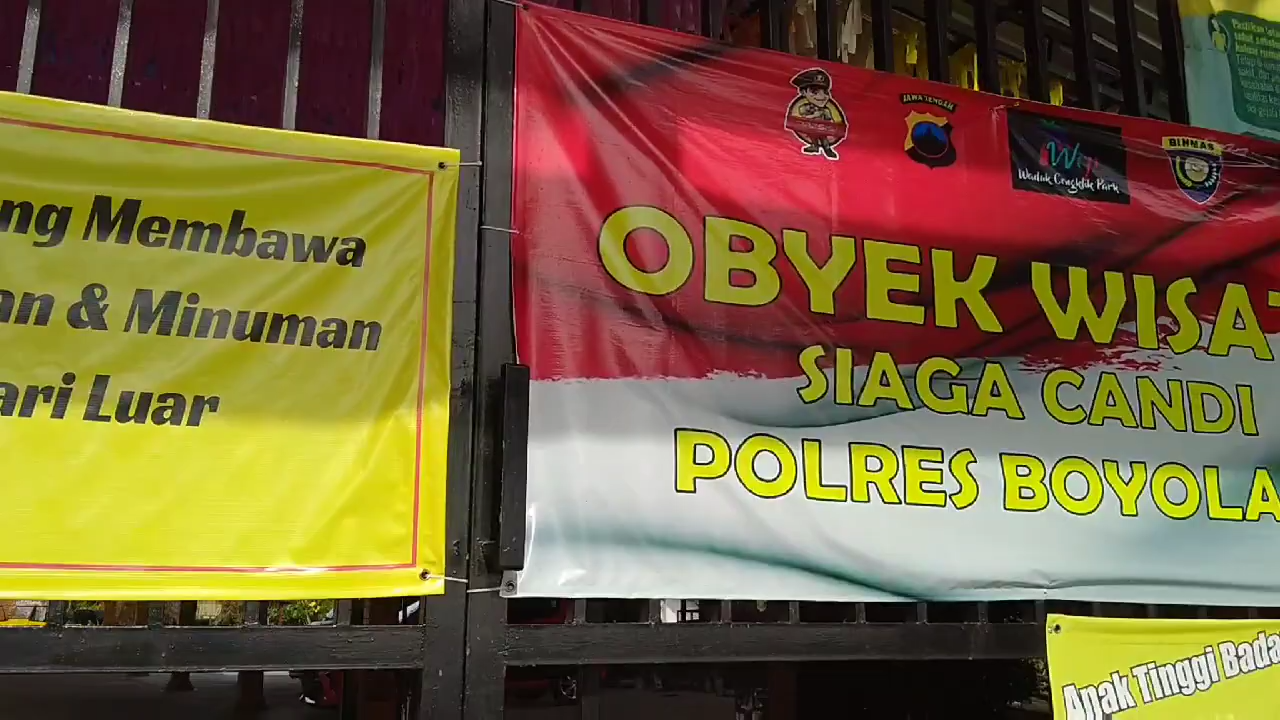 ng Membawa
an & Minuman
ari Luar
JAWA TENGAH
Waduk Cengklik Park
BINMAS
OBYEK WISAT
SIAGA CANDI
POLRES BOYOLA
Anak Tinggi Bada